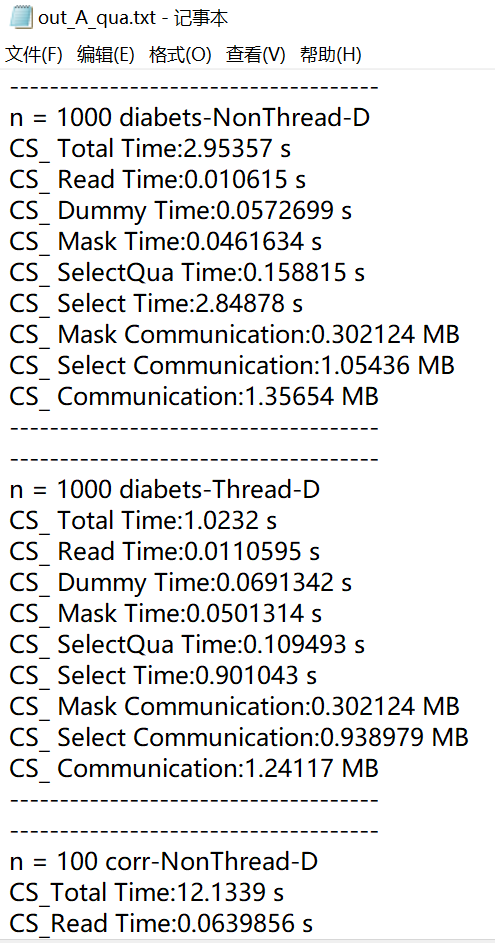 out_A_qua.txt - 记事本
文件(F) 编辑(E) 格式(O) 查看(V) 帮助(H)
-------------------------------------
n = 1000 diabets-NonThread-D
CS_ Total Time:2.95357 s
CS_ Read Time:0.010615 s
CS_ Dummy Time:0.0572699 s
CS_ Mask Time:0.0461634 s
CS_ SelectQua Time:0.158815 s
CS_ Select Time:2.84878 s
CS_ Mask Communication:0.302124 MB
CS_ Select Communication:1.05436 MB
CS_ Communication:1.35654 MB
-------------------------------------
-------------------------------------
n = 1000 diabets-Thread-D
CS_ Total Time:1.0232 s
CS_ Read Time:0.0110595 s
CS_ Dummy Time:0.0691342 s
CS_ Mask Time:0.0501314 s
CS_ SelectQua Time:0.109493 s
CS_ Select Time:0.901043 s
CS_ Mask Communication:0.302124 MB
CS_ Select Communication:0.938979 MB
CS_ Communication:1.24117 MB
-------------------------------------
-------------------------------------
n = 100 corr-NonThread-D
CS_Total Time:12.1339 s
CS_Read Time:0.0639856 s